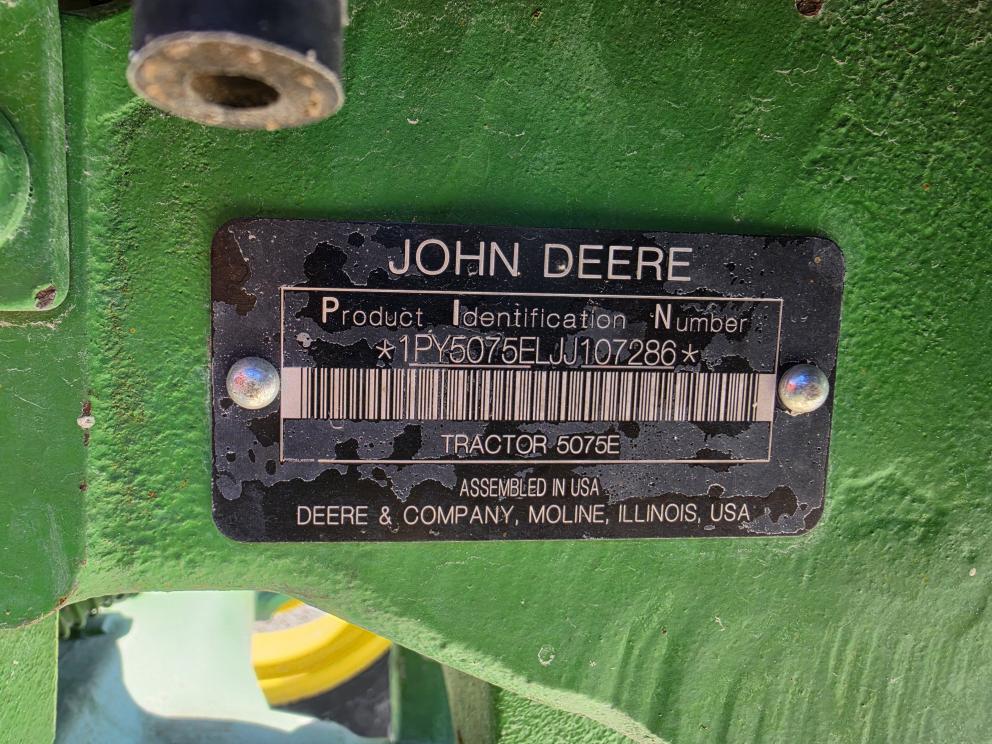 JOHN DEERE
Product Identification Number
*1PY5075ELJJ107286*
TRACTOR 5075E
ASSEMBLED IN USA
DEERE & COMPANY, MOLINE, ILLINOIS, USA